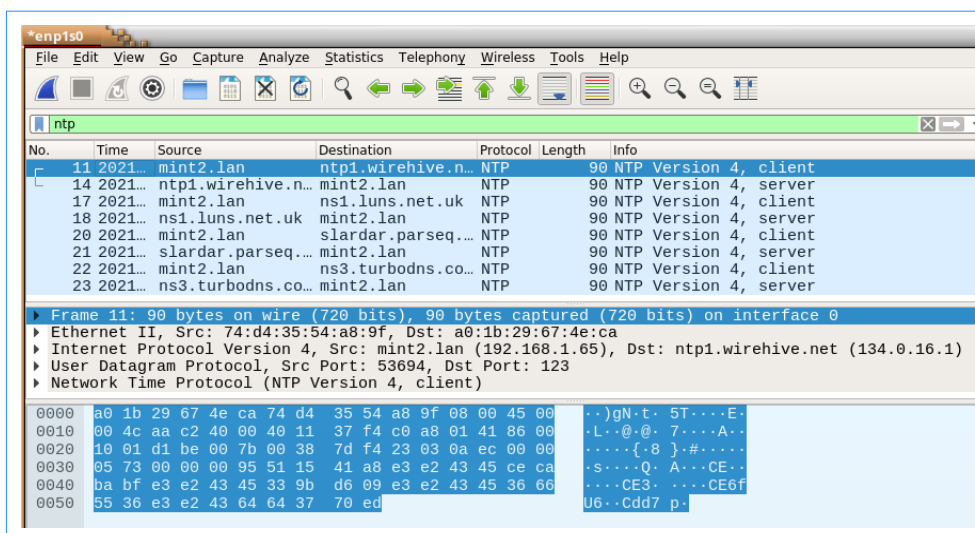 *enp1s0
File Edit View Go Capture Analyze Statistics Telephony Wireless Tools Help
ntp
No. Time Source Destination Protocol Length Info
11 2021… mint2.lan ntp1.wirehive.n… NTP 90 NTP Version 4, client
14 2021… ntp1.wirehive.n… mint2.lan NTP 90 NTP Version 4, server
17 2021… mint2.lan ns1.luns.net.uk NTP 90 NTP Version 4, client
18 2021… ns1.luns.net.uk mint2.lan NTP 90 NTP Version 4, server
20 2021… mint2.lan slardar.parseq.… NTP 90 NTP Version 4, client
21 2021… slardar.parseq.… mint2.lan NTP 90 NTP Version 4, server
22 2021… mint2.lan ns3.turbodns.co… NTP 90 NTP Version 4, client
23 2021… ns3.turbodns.co… mint2.lan NTP 90 NTP Version 4, server
Frame 11: 90 bytes on wire (720 bits), 90 bytes captured (720 bits) on interface 0
Ethernet II, Src: 74:d4:35:54:a8:9f, Dst: a0:1b:29:67:4e:ca
Internet Protocol Version 4, Src: mint2.lan (192.168.1.65), Dst: ntp1.wirehive.net (134.0.16.1)
User Datagram Protocol, Src Port: 53694, Dst Port: 123
Network Time Protocol (NTP Version 4, client)
0000 a0 1b 29 67 4e ca 74 d4 35 54 a8 9f 08 00 45 00 ··)gN·t· 5T····E·
0010 00 4c aa c2 40 00 40 11 37 f4 c0 a8 01 41 86 00 ·L··@·@· 7····A··
0020 10 01 d1 be 00 7b 00 38 7d f4 23 03 0a ec 00 00 ·····{·8 }·#·····
0030 05 73 00 00 00 95 51 15 41 a8 e3 e2 43 45 ce ca ·s····Q· A···CE··
0040 ba bf e3 e2 43 45 33 9b d6 09 e3 e2 43 45 36 66 ····CE3· ····CE6f
0050 55 36 e3 e2 43 64 64 37 70 ed U6··Cdd7 p·